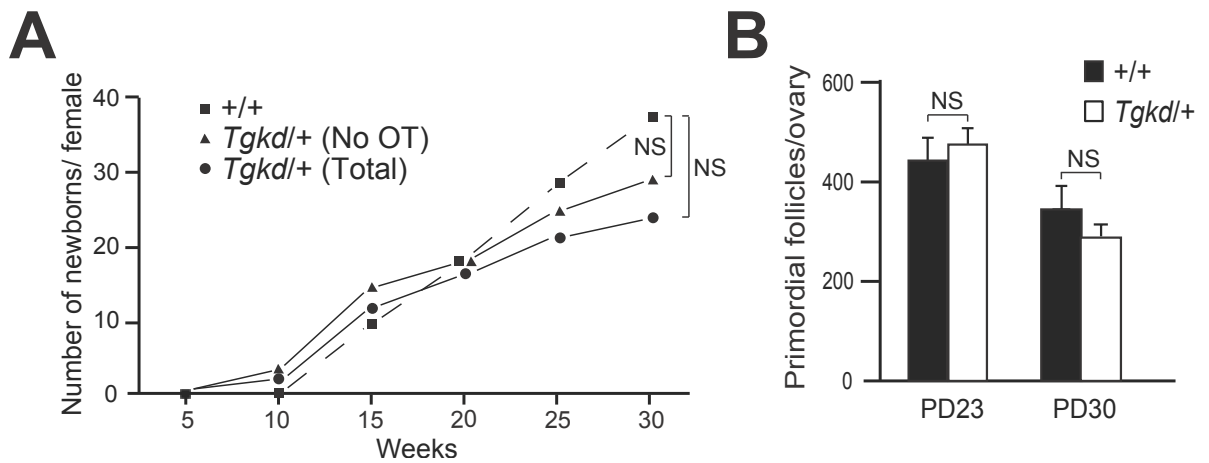 A
Number of newborns/ female
40
30
20
10
0
+/+
Tgkd/+ (No OT)
Tgkd/+ (Total)
NS
NS
5 10 15 20 25 30
Weeks
B
Primordial follicles/ovary
600
400
200
0
+/+
Tgkd/+
NS
NS
PD23 PD30